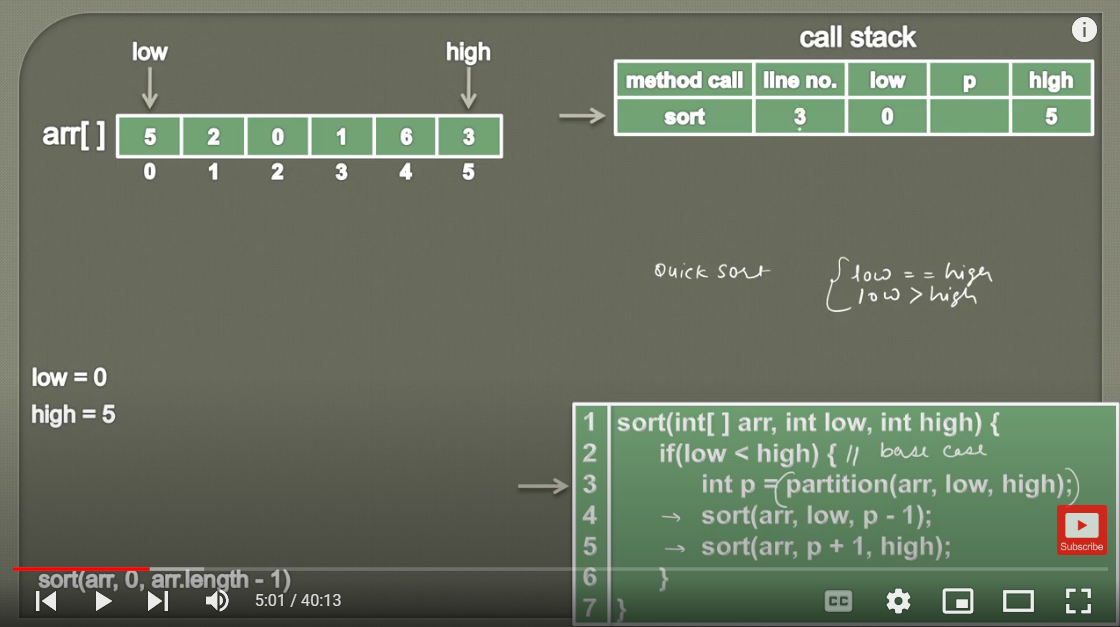 low
high
call stack
method call line no. low p high
sort 3 0 5
arr[ ] 5 2 0 1 6 3
0 1 2 3 4 5
Quick sort
low = = high
low > high
low = 0
high = 5
1 sort(int[ ] arr, int low, int high) {
2 if(low < high) { // base case
3 int p = partition(arr, low, high);
4 → sort(arr, low, p - 1);
5 → sort(arr, p + 1, high);
6 }
7 }
Subscribe
sort(arr, 0, arr.length - 1)
5:01 / 40:13
CC